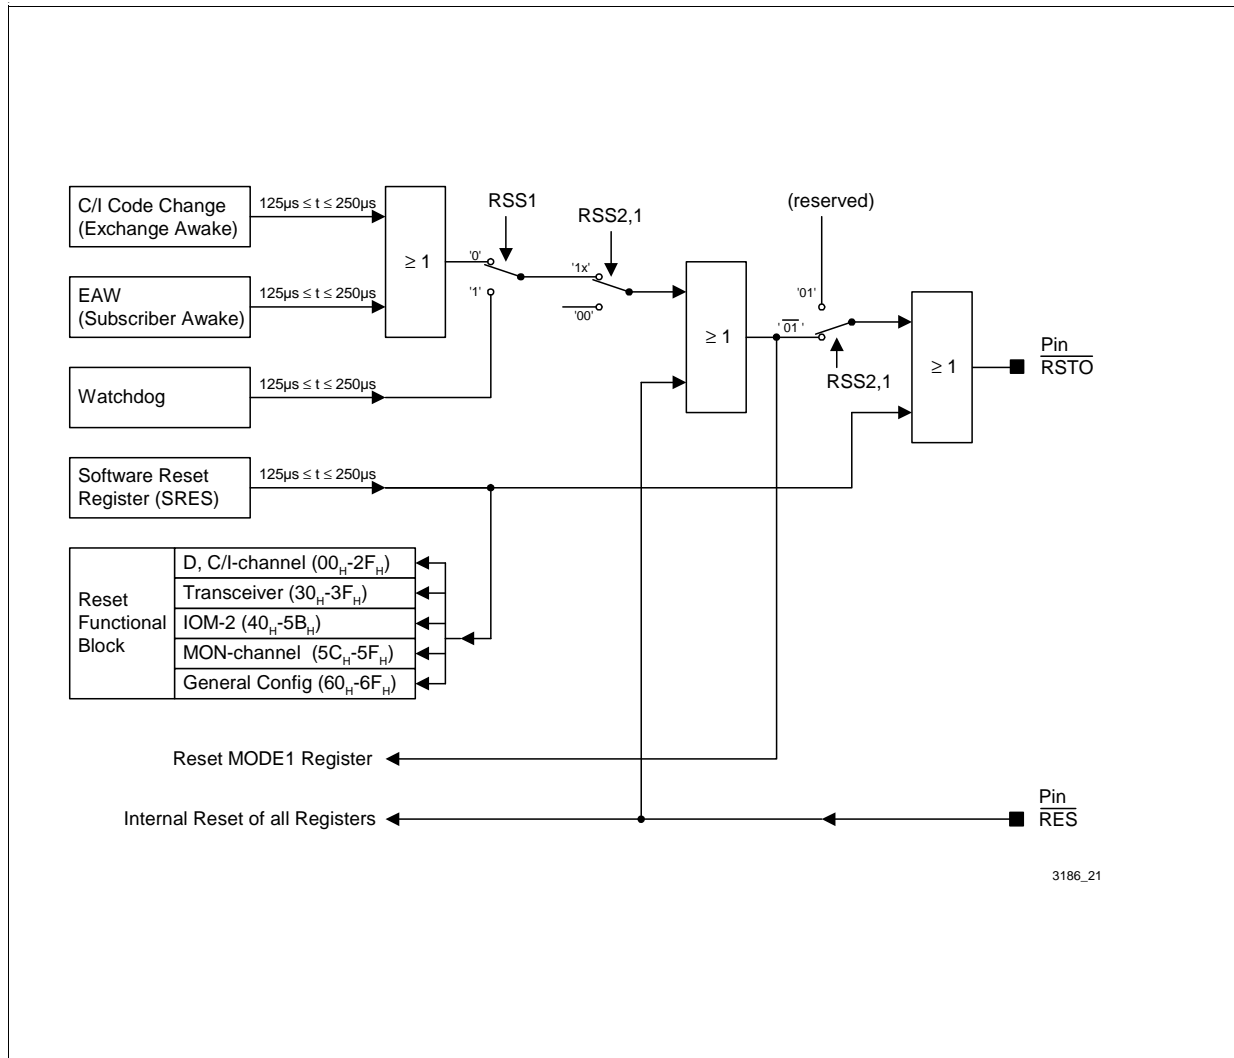 C/I Code Change
(Exchange Awake)
125µs ≤ t ≤ 250µs
EAW
(Subscriber Awake)
125µs ≤ t ≤ 250µs
≥ 1
Watchdog
125µs ≤ t ≤ 250µs
Software Reset
Register (SRES)
125µs ≤ t ≤ 250µs
RSS1
'0'
'1'
RSS2,1
'1x'
'00'
≥ 1
(reserved)
'01'
'01'
RSS2,1
≥ 1
Pin
RSTO
Reset
Functional
Block
D, C/I-channel (00H-2FH)
Transceiver (30H-3FH)
IOM-2 (40H-5BH)
MON-channel (5CH-5FH)
General Config (60H-6FH)
Reset MODE1 Register
Internal Reset of all Registers
Pin
RES
3186_21